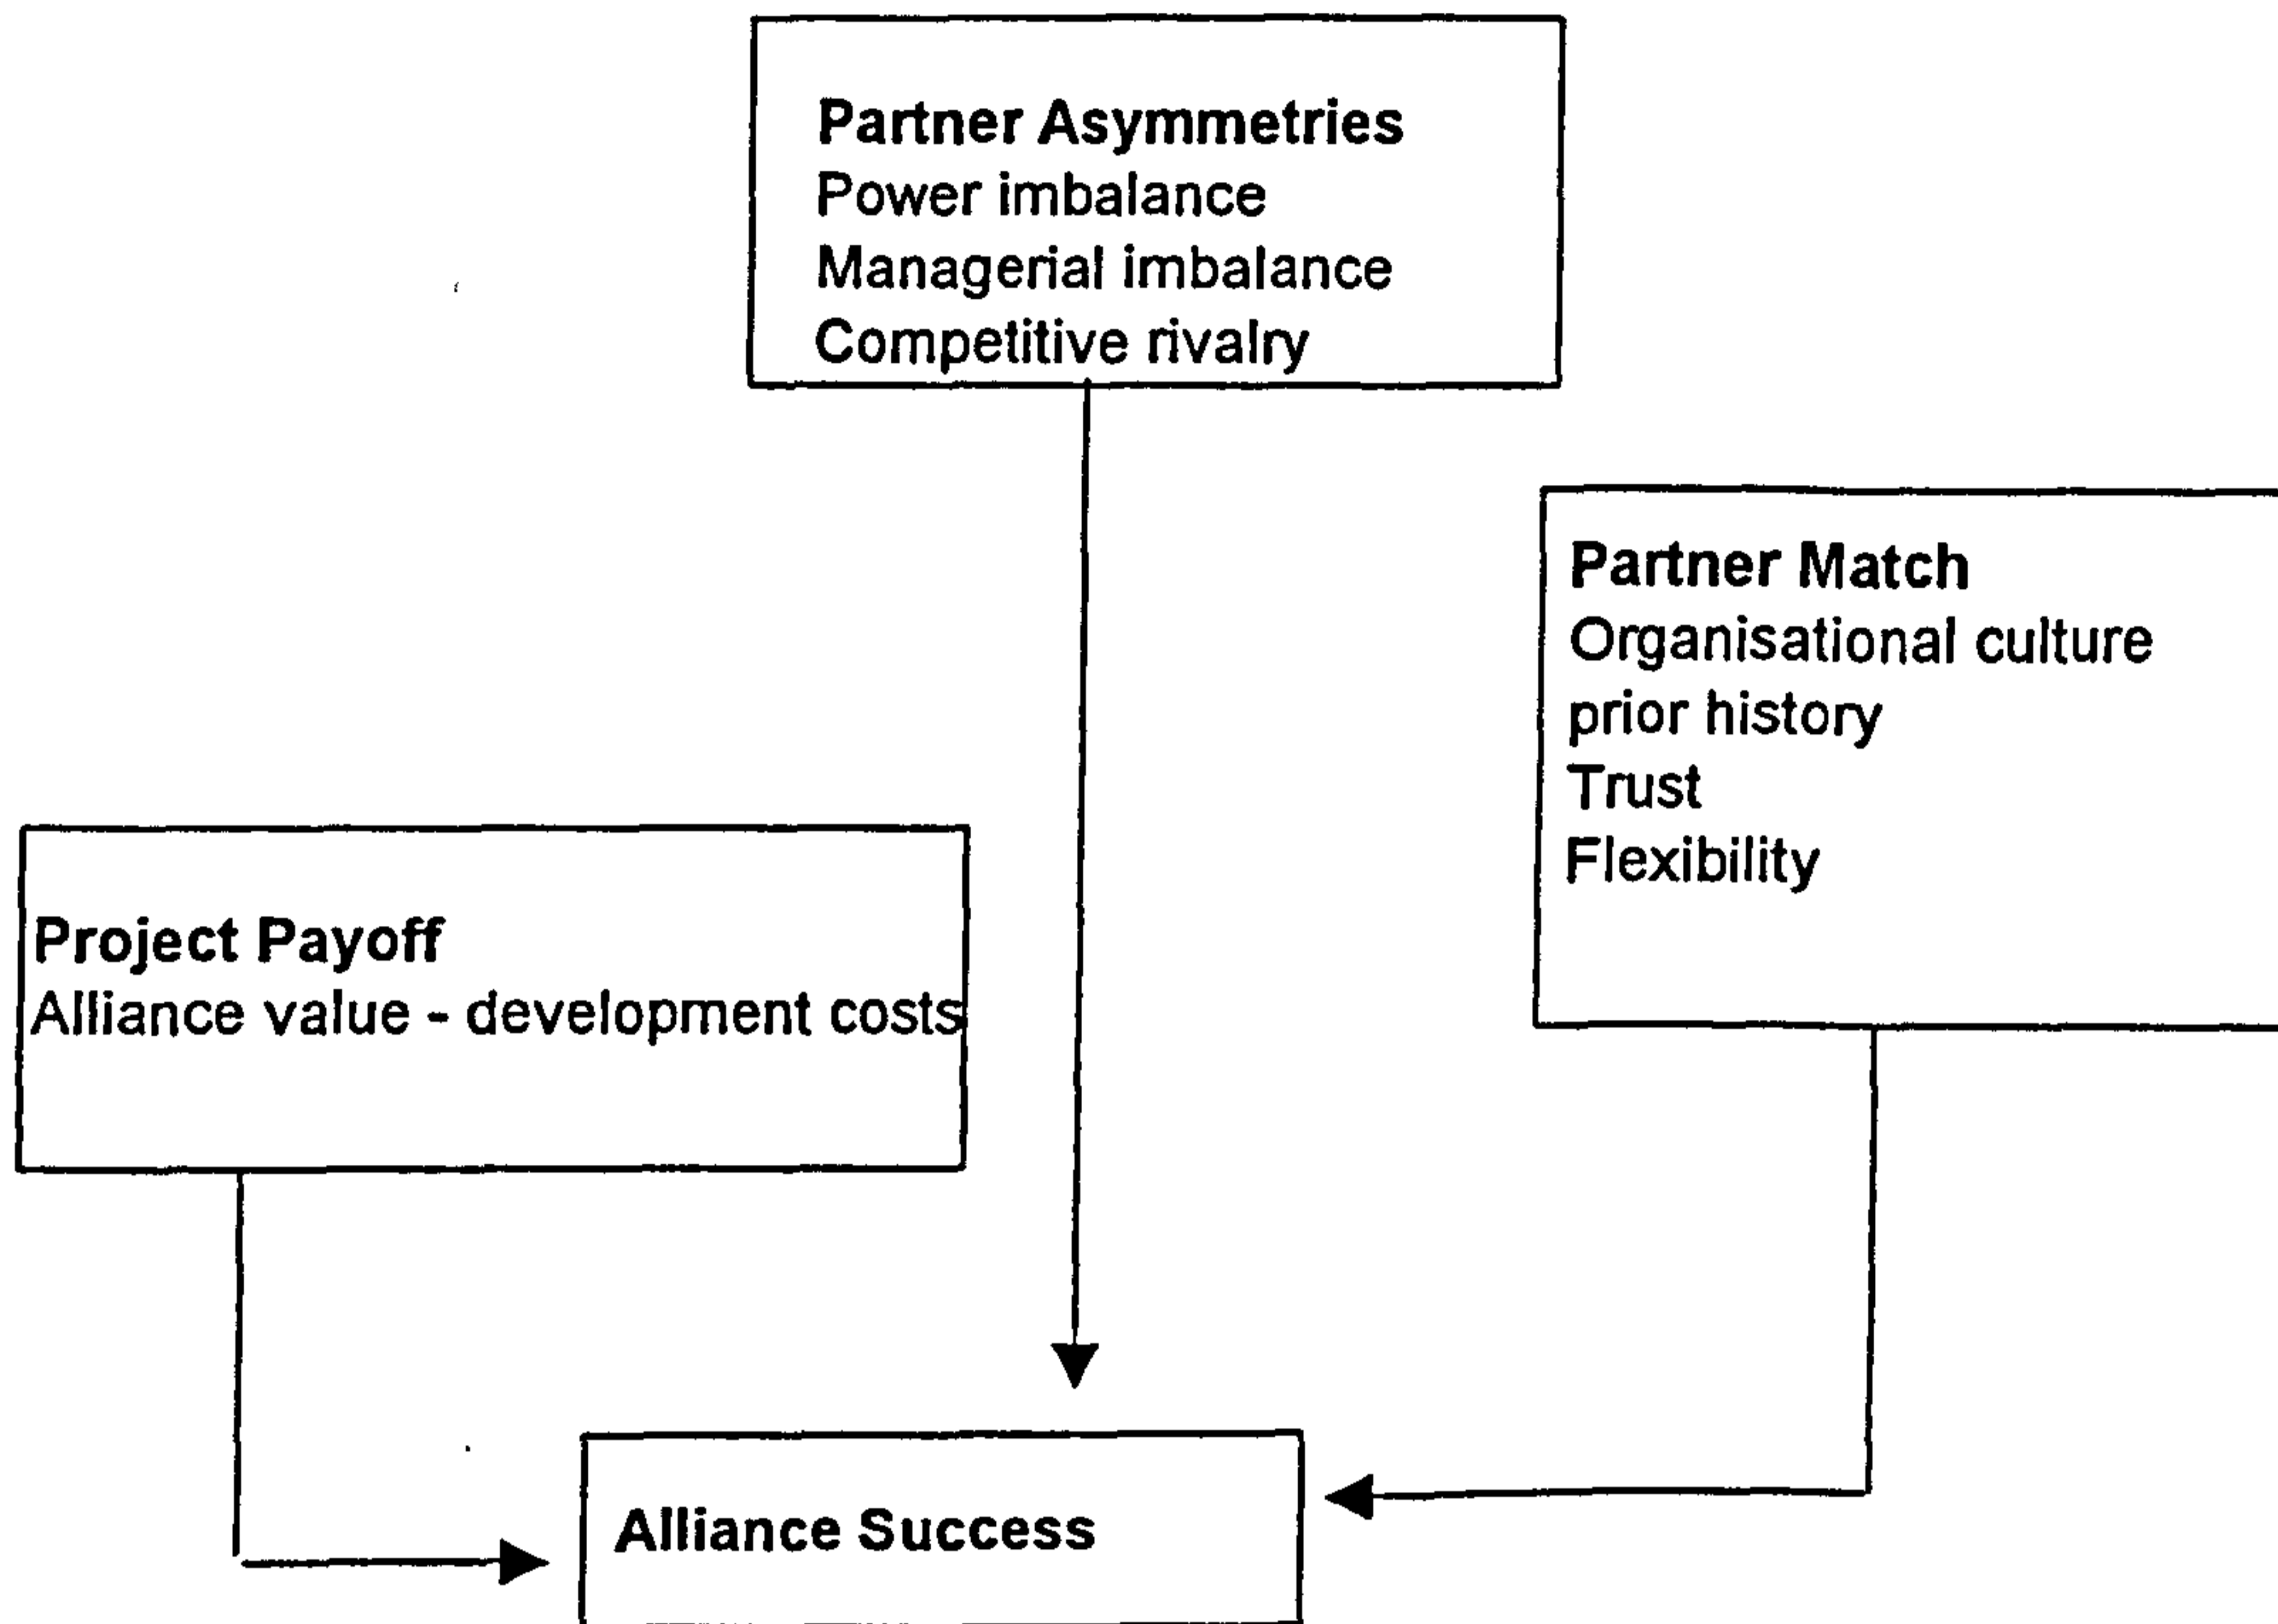 Partner Asymmetries
Power imbalance
Managerial imbalance
Competitive rivalry
Partner Match
Organisational culture
prior history
Trust
Flexibility
Project Payoff
Alliance value - development costs
Alliance Success